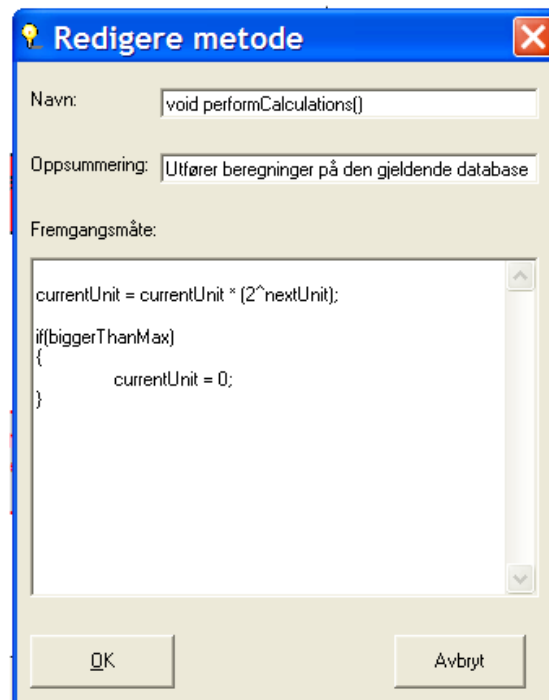 Redigere metode
Navn: void performCalculations()
Oppsummering: Utfører beregninger på den gjeldende database
Fremgangsmåte:
currentUnit = currentUnit * (2^nextUnit);
if(biggerThanMax)
{
currentUnit = 0;
}
OK Avbryt